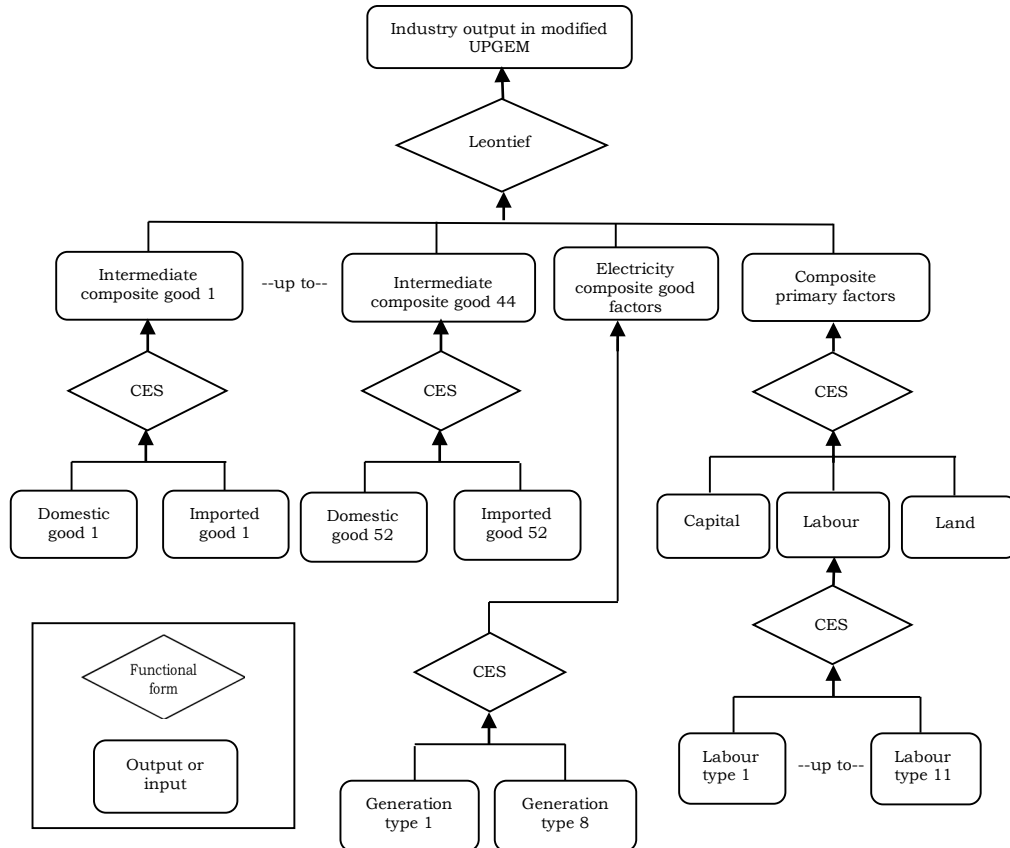 Industry output in modified
UPGEM
Leontief
Intermediate
composite good 1
--up to--
Intermediate
composite good 44
Electricity
composite good
factors
Composite
primary factors
CES
CES
CES
Domestic
good 1
Imported
good 1
Domestic
good 52
Imported
good 52
Capital
Labour
Land
CES
CES
Functional
form
Output or
input
Generation
type 1
Generation
type 8
Labour
type 1
--up to--
Labour
type 11